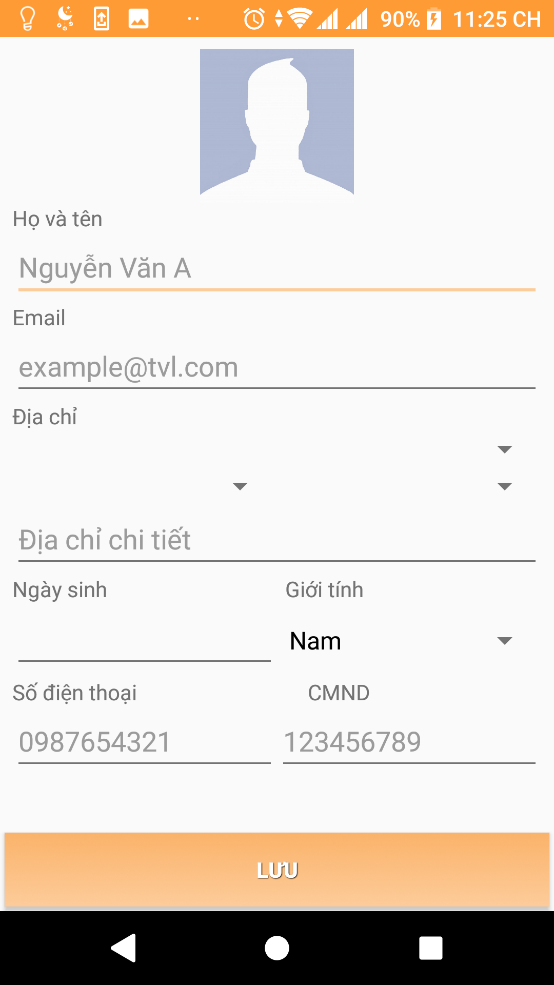 90% 11:25 CH
Họ và tên
Nguyễn Văn A
Email
example@tvl.com
Địa chỉ
Địa chỉ chi tiết
Ngày sinh Giới tính
Nam
Số điện thoại CMND
0987654321 123456789
LƯU